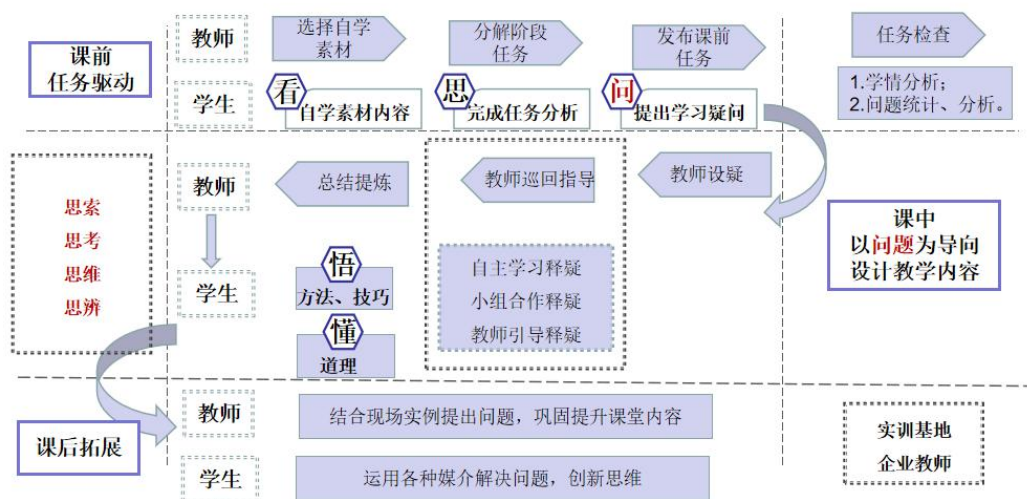 课前
任务驱动
教师
选择自学
素材
分解阶段
任务
发布课前
任务
任务检查
学生
看
自学素材内容
思
完成任务分析
问
提出学习疑问
1.学情分析；
2.问题统计、分析。
思索
思考
思维
思辨
教师
总结提炼
教师巡回指导
教师设疑
学生
悟
方法、技巧
懂
道理
自主学习释疑
小组合作释疑
教师引导释疑
课中
以问题为导向
设计教学内容
课后拓展
教师
结合现场实例提出问题，巩固提升课堂内容
学生
运用各种媒介解决问题，创新思维
实训基地
企业教师